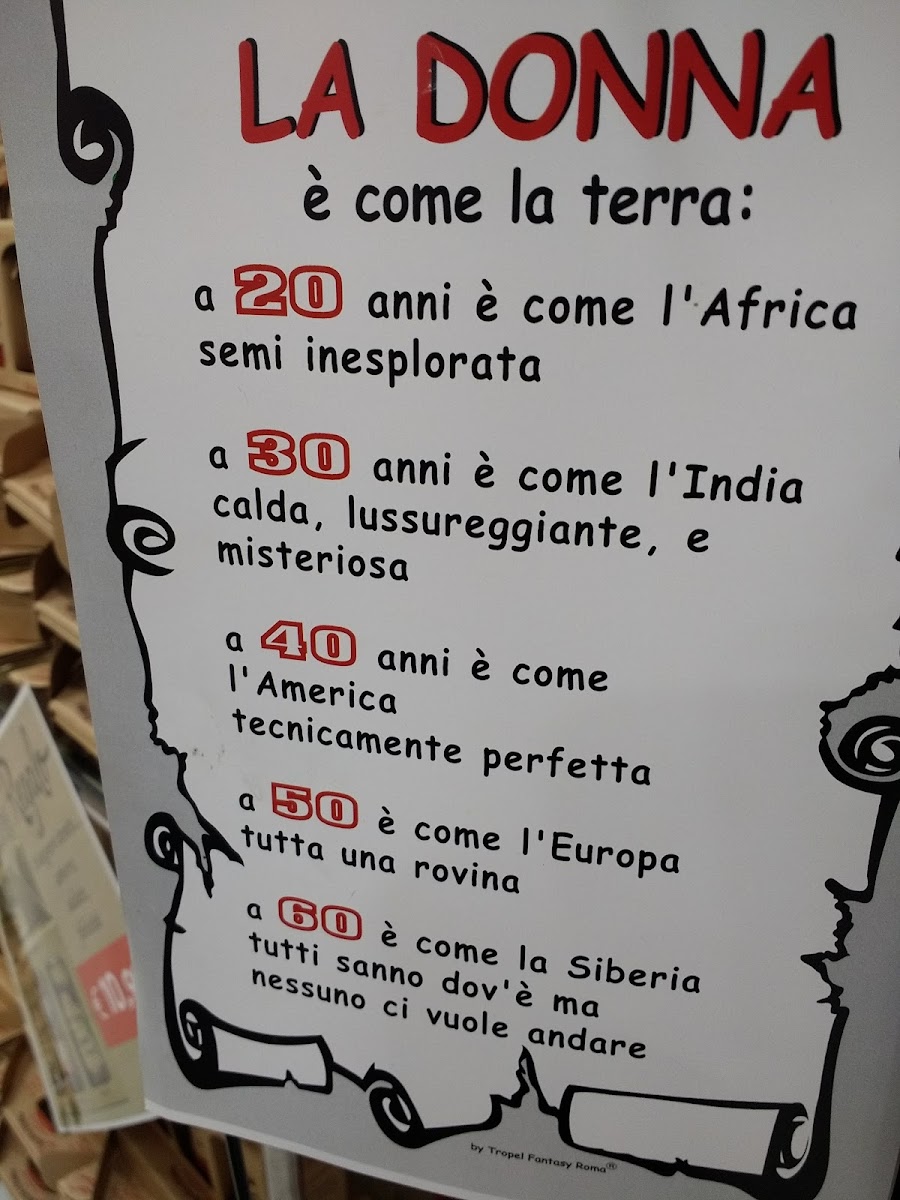 LA DONNA
è come la terra:
a 20 anni è come l'Africa
semi inesplorata
a 30 anni è come l'India
calda, lussureggiante, e
misteriosa
a 40 anni è come
l'America
tecnicamente perfetta
a 50 è come l'Europa
tutta una rovina
a 60 è come la Siberia
tutti sanno dov'è ma
nessuno ci vuole andare
by Tropel Fantasy Roma®